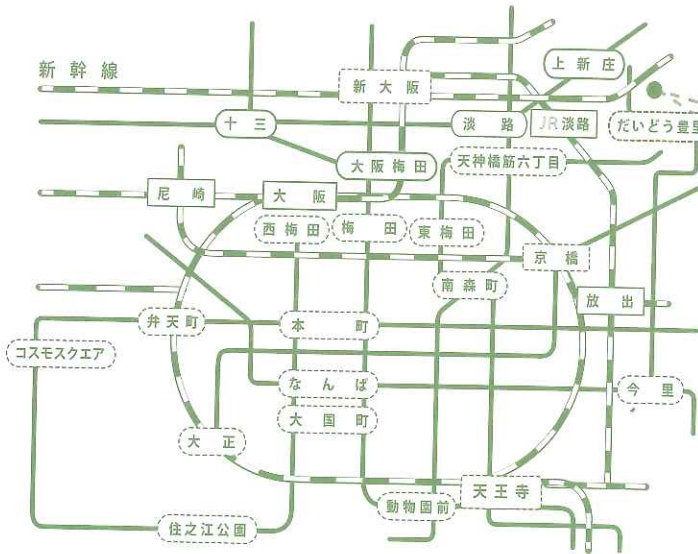 上新庄
新幹線
新大阪
十三
淡路
JR淡路
だいどう豊里
大阪梅田
天神橋筋六丁目
尼崎
大阪
西梅田
梅田
東梅田
京橋
南森町
放出
弁天町
本町
コスモスクエア
なんば
今里
大国町
大正
天王寺
動物園前
住之江公園